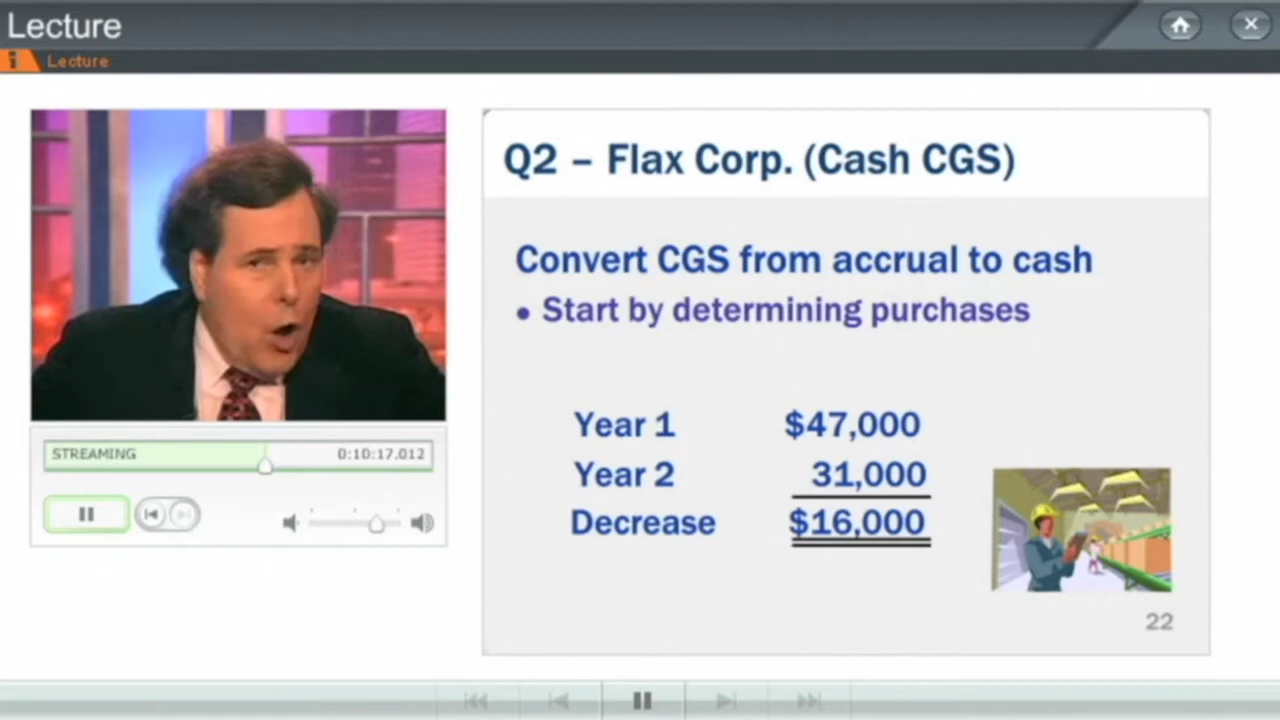 Lecture
i Lecture
Q2 – Flax Corp. (Cash CGS)
Convert CGS from accrual to cash
• Start by determining purchases
Year 1 $47,000
Year 2 31,000
Decrease $16,000
22
STREAMING 0:10:17.012